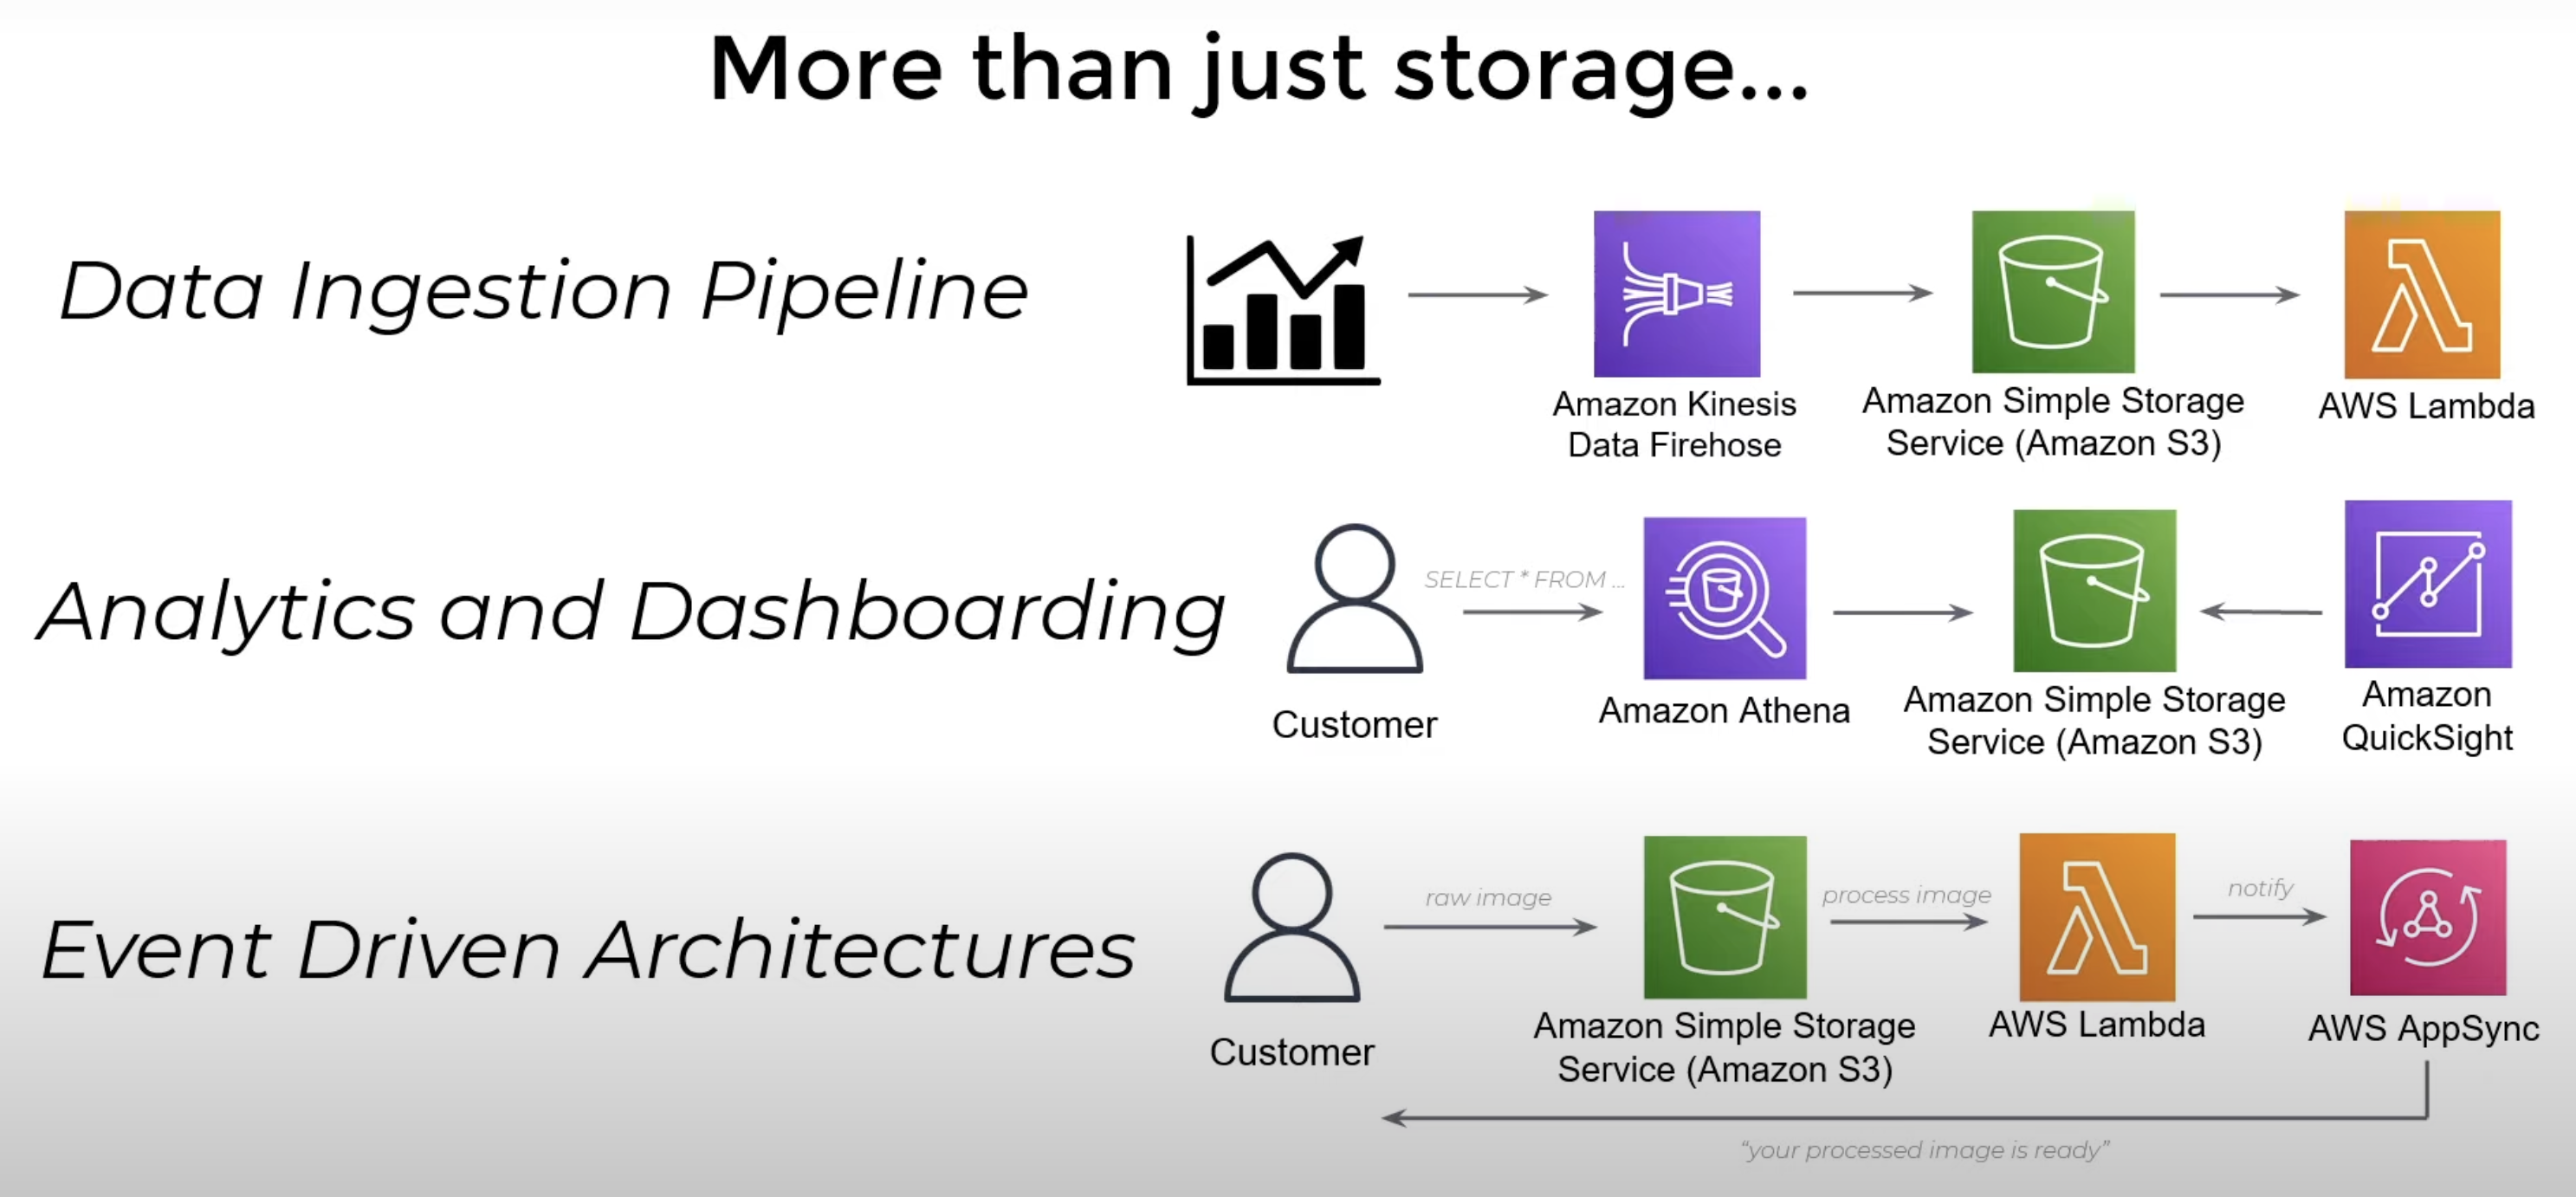 More than just storage...
Data Ingestion Pipeline
Amazon Kinesis
Data Firehose
Amazon Simple Storage
Service (Amazon S3)
AWS Lambda
Analytics and Dashboarding
Customer
SELECT * FROM ...
Amazon Athena
Amazon Simple Storage
Service (Amazon S3)
Amazon
QuickSight
Event Driven Architectures
Customer
raw image
Amazon Simple Storage
Service (Amazon S3)
process image
AWS Lambda
notify
AWS AppSync
“your processed image is ready”